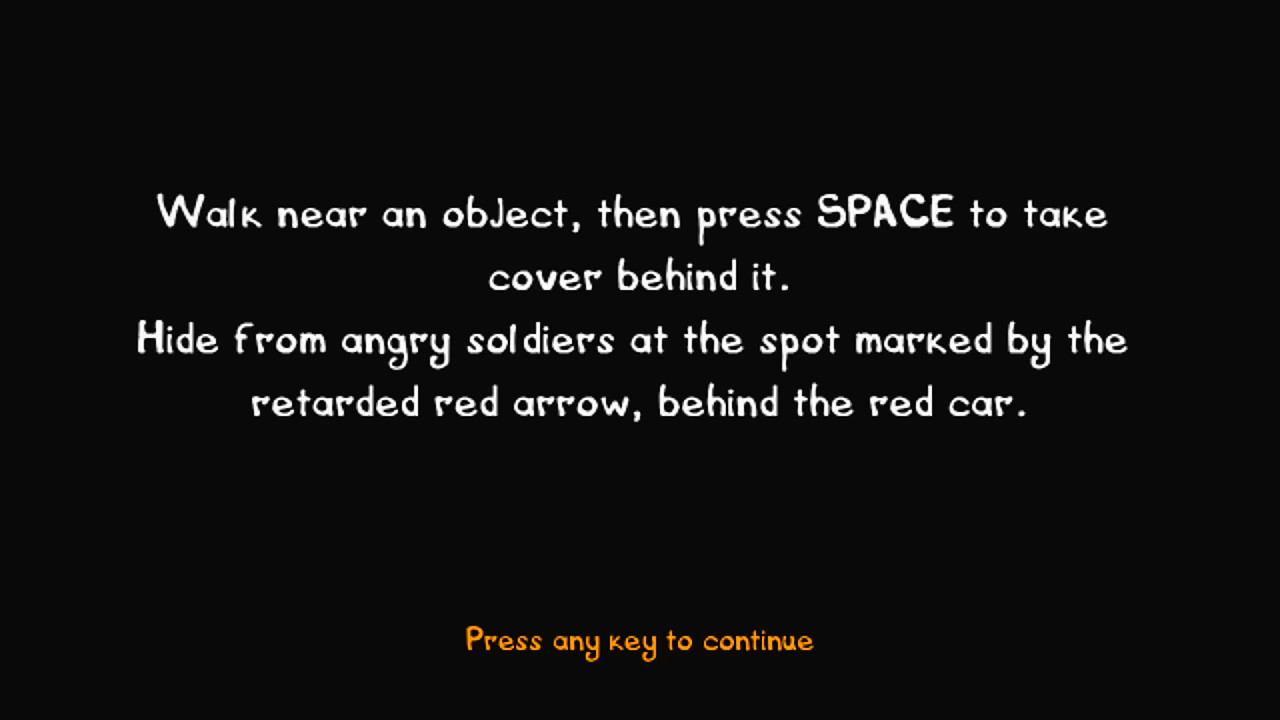 Walk near an object, then press SPACE to take
cover behind it.
Hide from angry soldiers at the spot marked by the
retarded red arrow, behind the red car.
Press any key to continue